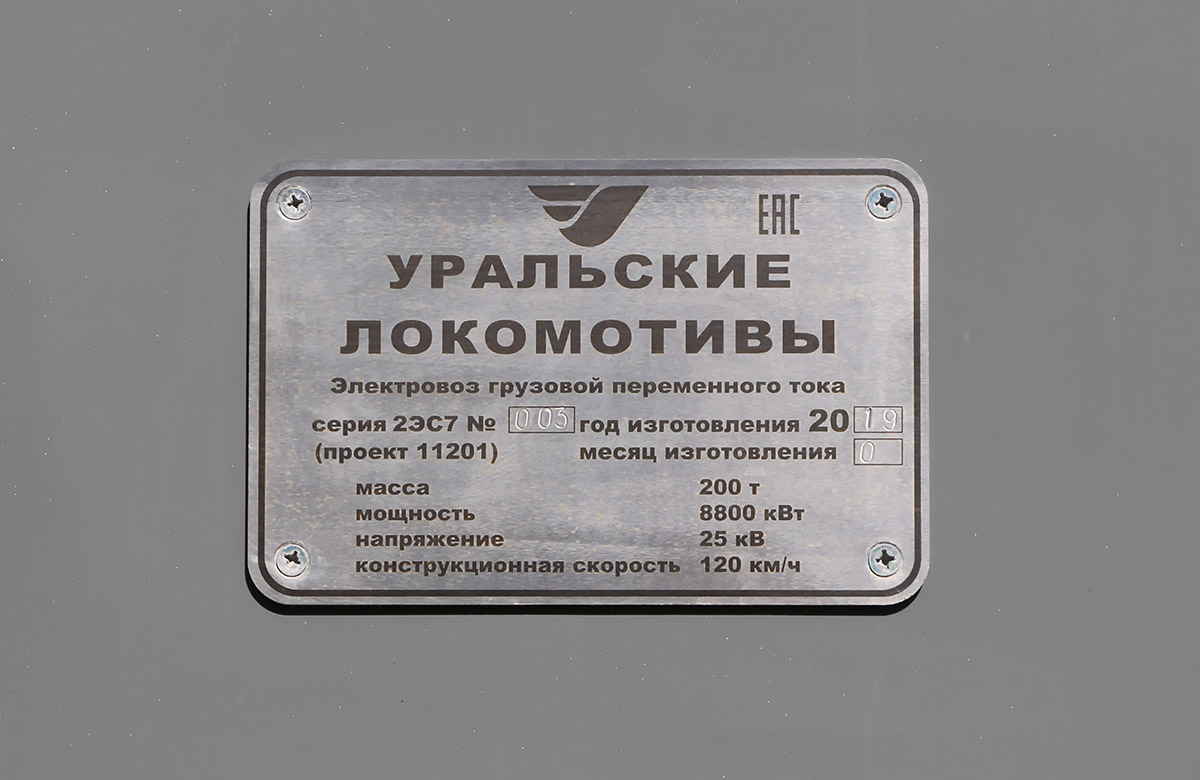 ЕАС
УРАЛЬСКИЕ
ЛОКОМОТИВЫ
Электровоз грузовой переменного тока
серия 2ЭС7 № 003 год изготовления 2019
(проект 11201) месяц изготовления 0
масса 200 т
мощность 8800 кВт
напряжение 25 кВ
конструкционная скорость 120 км/ч